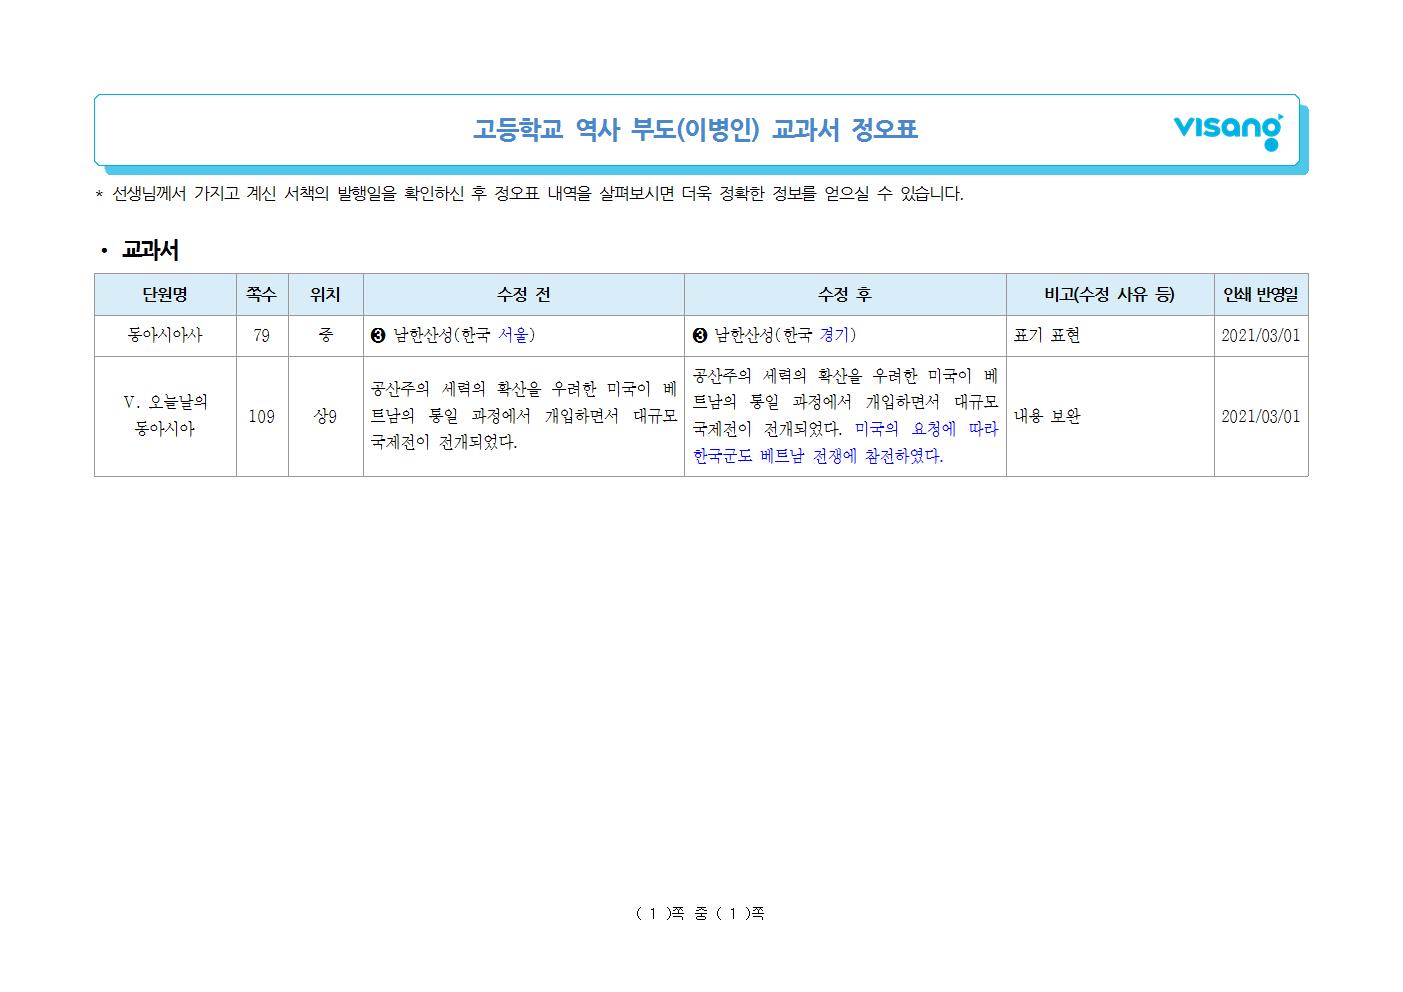 고등학교 역사 부도(이병인) 교과서 정오표
visang
* 선생님께서 가지고 계신 서책의 발행일을 확인하신 후 정오표 내역을 살펴보시면 더욱 정확한 정보를 얻으실 수 있습니다.
• 교과서
단원명 쪽수 위치 수정 전 수정 후 비고(수정 사유 등) 인쇄 반영일
동아시아사 79 중 ❸ 남한산성(한국 서울) ❸ 남한산성(한국 경기) 표기 표현 2021/03/01
Ⅴ. 오늘날의
동아시아
109
상9
공산주의 세력의 확산을 우려한 미국이 베
트남의 통일 과정에서 개입하면서 대규모
국제전이 전개되었다.
공산주의 세력의 확산을 우려한 미국이 베
트남의 통일 과정에서 개입하면서 대규모
국제전이 전개되었다. 미국의 요청에 따라
한국군도 베트남 전쟁에 참전하였다.
내용 보완
2021/03/01
( 1 )쪽 중 ( 1 )쪽